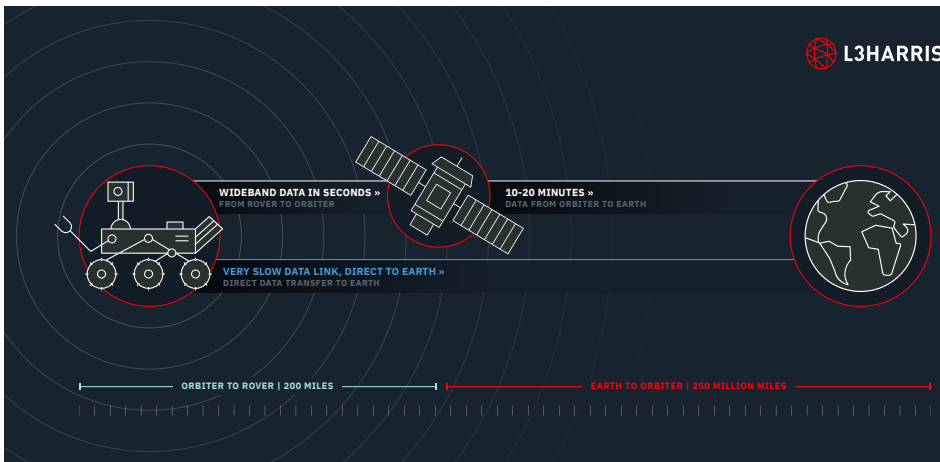 L3HARRIS
WIDEBAND DATA IN SECONDS »
FROM ROVER TO ORBITER
10-20 MINUTES »
DATA FROM ORBITER TO EARTH
VERY SLOW DATA LINK, DIRECT TO EARTH »
DIRECT DATA TRANSFER TO EARTH
ORBITER TO ROVER | 200 MILES
EARTH TO ORBITER | 250 MILLION MILES